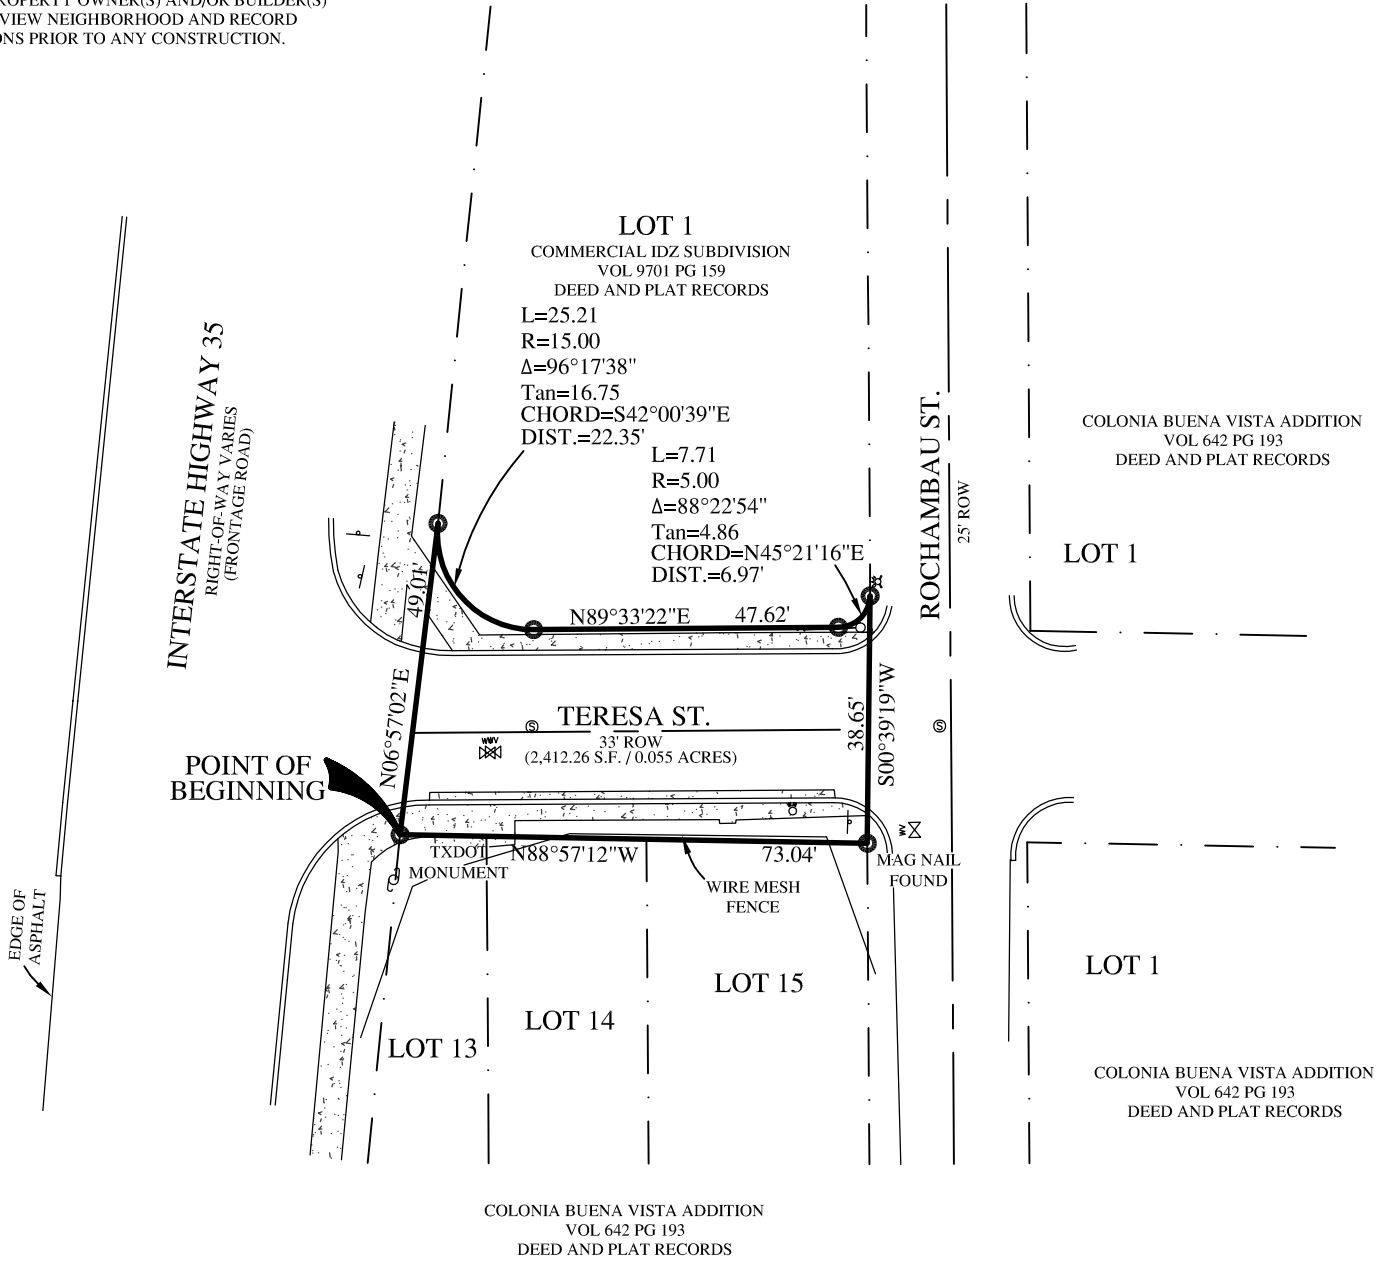 PROPERTY OWNER(S) AND/OR BUILDER(S)
VIEW NEIGHBORHOOD AND RECORD
ONS PRIOR TO ANY CONSTRUCTION.
LOT 1
COMMERCIAL IDZ SUBDIVISION
VOL 9701 PG 159
DEED AND PLAT RECORDS
L=25.21
R=15.00
Δ=96°17'38"
Tan=16.75
CHORD=S42°00'39"E
DIST.=22.35'
L=7.71
R=5.00
Δ=88°22'54"
Tan=4.86
CHORD=N45°21'16"E
DIST.=6.97'
INTERSTATE HIGHWAY 35
RIGHT-OF-WAY VARIES
(FRONTAGE ROAD)
ROCHAMBAU ST.
25' ROW
COLONIA BUENA VISTA ADDITION
VOL 642 PG 193
DEED AND PLAT RECORDS
LOT 1
49.01'
N06°57'02"E
N89°33'22"E 47.62'
38.65'
S00°39'19"W
TERESA ST.
33' ROW
(2,412.26 S.F. / 0.055 ACRES)
S
S
WWV
WV
POINT OF
BEGINNING
TXDOT
MONUMENT
N88°57'12"W 73.04'
MAG NAIL
FOUND
WIRE MESH
FENCE
EDGE OF
ASPHALT
LOT 13
LOT 14
LOT 15
LOT 1
COLONIA BUENA VISTA ADDITION
VOL 642 PG 193
DEED AND PLAT RECORDS
COLONIA BUENA VISTA ADDITION
VOL 642 PG 193
DEED AND PLAT RECORDS